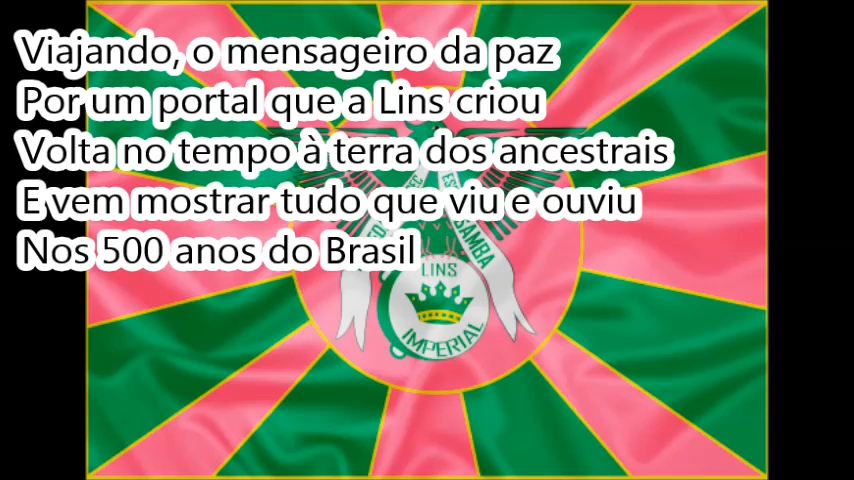 Viajando, o mensageiro da paz
Por um portal que a Lins criou
Volta no tempo à terra dos ancestrais
E vem mostrar tudo que viu e ouviu
Nos 500 anos do Brasil
SAMBA
LINS
IMPERIAL